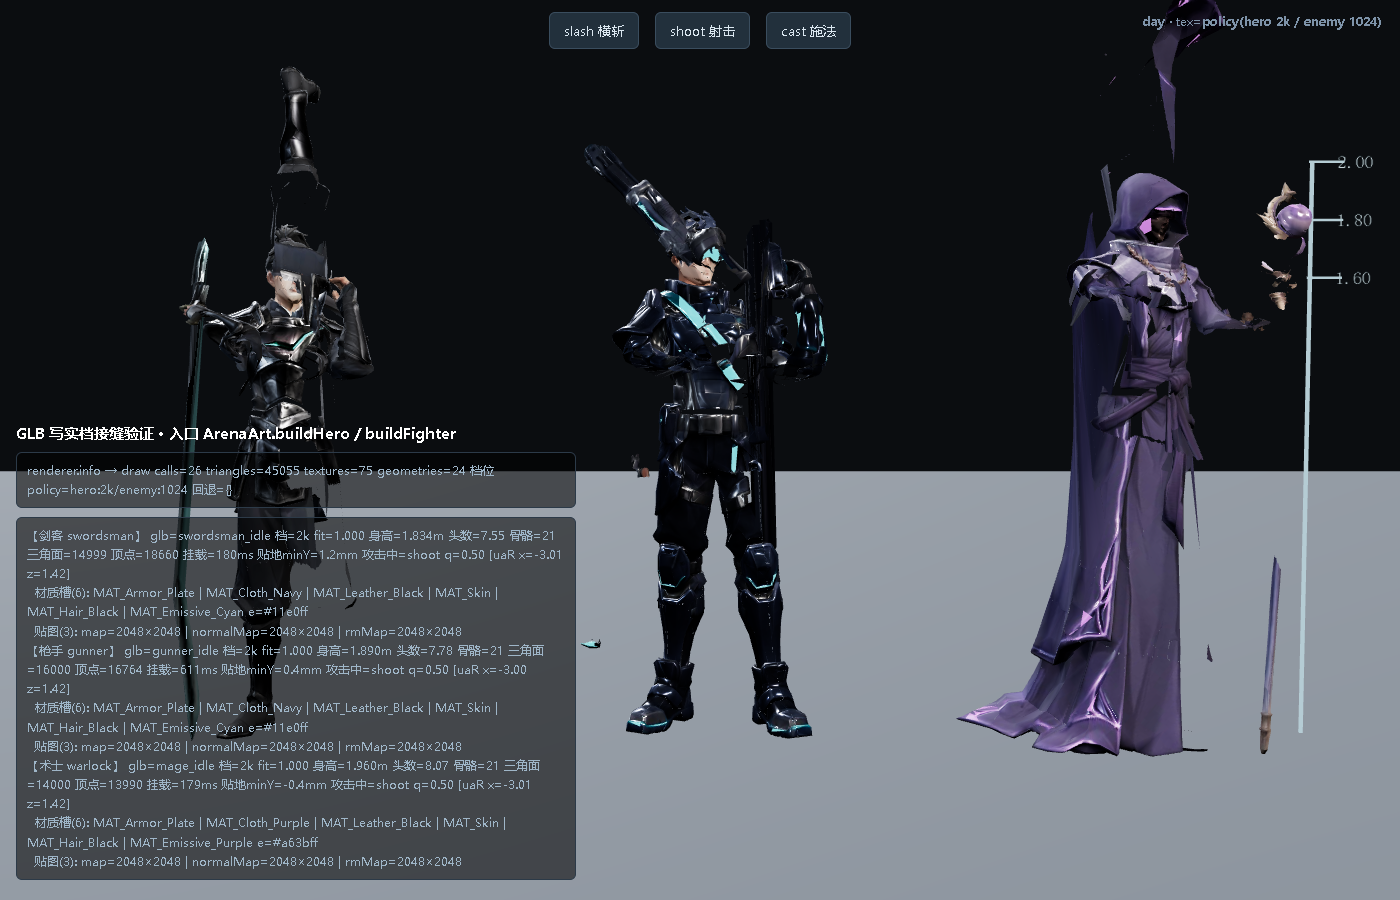 slash 横斩
shoot 射击
cast 施法
day · tex=policy(hero 2k / enemy 1024)
2.00
1.80
1.60
GLB 写实档接缝验证 · 入口 ArenaArt.buildHero / buildFighter
renderer.info → draw calls=26 triangles=45055 textures=75 geometries=24 档位
policy=hero:2k/enemy:1024 回退={}
【剑客 swordsman】 glb=swordsman_idle 档=2k fit=1.000 身高=1.834m 头数=7.55 骨骼=21
三角面=14999 顶点=18660 挂载=180ms 贴地minY=1.2mm 攻击中=shoot q=0.50 [uaR x=-3.01
z=1.42]
材质槽(6): MAT_Armor_Plate | MAT_Cloth_Navy | MAT_Leather_Black | MAT_Skin |
MAT_Hair_Black | MAT_Emissive_Cyan e=#11e0ff
贴图(3): map=2048×2048 | normalMap=2048×2048 | rmMap=2048×2048
【枪手 gunner】 glb=gunner_idle 档=2k fit=1.000 身高=1.890m 头数=7.78 骨骼=21 三角面
=16000 顶点=16764 挂载=611ms 贴地minY=0.4mm 攻击中=shoot q=0.50 [uaR x=-3.00
z=1.42]
材质槽(6): MAT_Armor_Plate | MAT_Cloth_Navy | MAT_Leather_Black | MAT_Skin |
MAT_Hair_Black | MAT_Emissive_Cyan e=#11e0ff
贴图(3): map=2048×2048 | normalMap=2048×2048 | rmMap=2048×2048
【术士 warlock】 glb=mage_idle 档=2k fit=1.000 身高=1.960m 头数=8.07 骨骼=21 三角面
=14000 顶点=13990 挂载=179ms 贴地minY=-0.4mm 攻击中=shoot q=0.50 [uaR x=-3.01
z=1.42]
材质槽(6): MAT_Armor_Plate | MAT_Cloth_Purple | MAT_Leather_Black | MAT_Skin |
MAT_Hair_Black | MAT_Emissive_Purple e=#a63bff
贴图(3): map=2048×2048 | normalMap=2048×2048 | rmMap=2048×2048